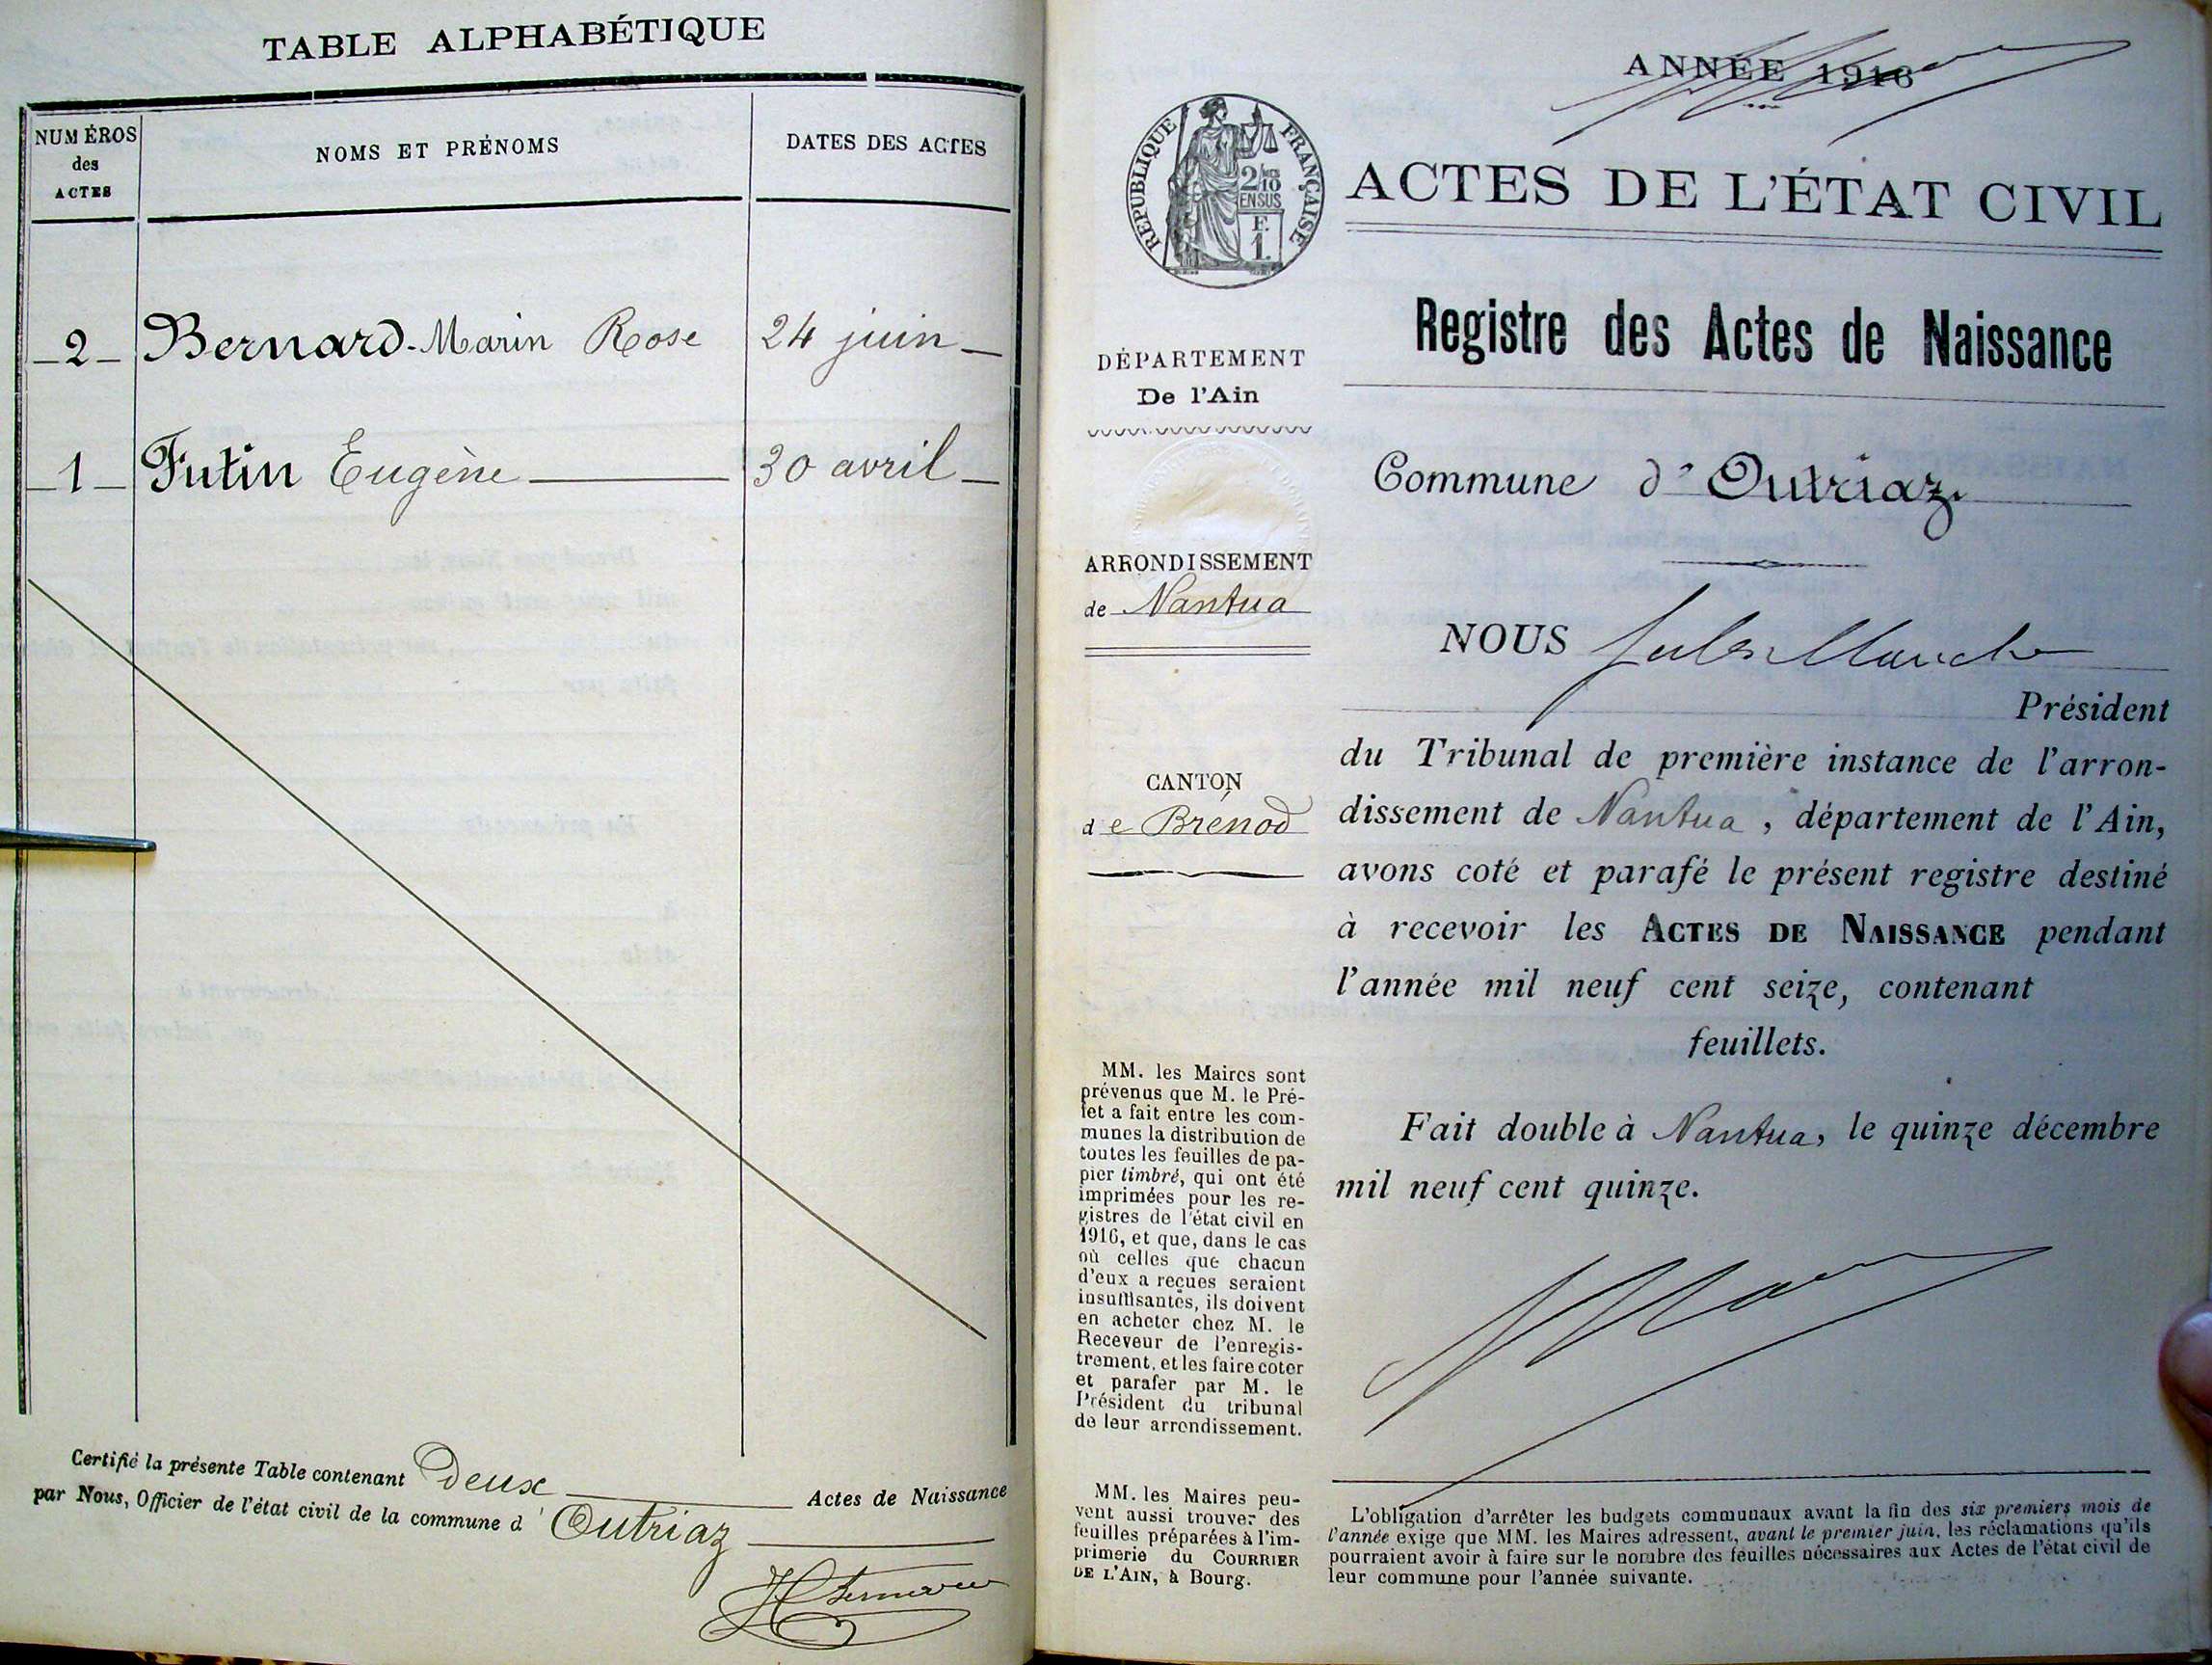 TABLE ALPHABÉTIQUE
NUMÉROS
des
ACTES
NOMS ET PRÉNOMS
DATES DES ACTES
2 Bernard-Marin Rose 24 juin
1 Futin Eugène 30 avril
Certifié la présente Table contenant Deux Actes de Naissance
par Nous, Officier de l'état civil de la commune d'Outriaz
ANNÉE 1916
RÉPUBLIQUE FRANÇAISE
2/10
EN SUS
F.
1.
ACTES DE L'ÉTAT CIVIL
DÉPARTEMENT
De l'Ain
ARRONDISSEMENT
de Nantua
CANTON
de Brénod
MM. les Maires sont
prévenus que M. le Pré-
fet a fait entre les com-
munes la distribution de
toutes les feuilles de pa-
pier timbré, qui ont été
imprimées pour les re-
gistres de l'état civil en
1916, et que, dans le cas
où celles que chacun
d'eux a reçues seraient
insuffisantes, ils doivent
en acheter chez M. le
Receveur de l'enregis-
trement, et les faire coter
et parafer par M. le
Président du tribunal
de leur arrondissement.
MM. les Maires peu-
vent aussi trouver des
feuilles préparées à l'im-
primerie du COURRIER
DE L'AIN, à Bourg.
Registre des Actes de Naissance
Commune d'Outriaz
NOUS Jules
Président
du Tribunal de première instance de l'arron-
dissement de Nantua, département de l'Ain,
avons coté et parafé le présent registre destiné
à recevoir les ACTES DE NAISSANCE pendant
l'année mil neuf cent seize, contenant
feuillets.
Fait double à Nantua, le quinze décembre
mil neuf cent quinze.
L'obligation d'arrêter les budgets communaux avant la fin des six premiers mois de
l'année exige que MM. les Maires adressent, avant le premier juin, les réclamations qu'ils
pourraient avoir à faire sur le nombre des feuilles nécessaires aux Actes de l'état civil de
leur commune pour l'année suivante.